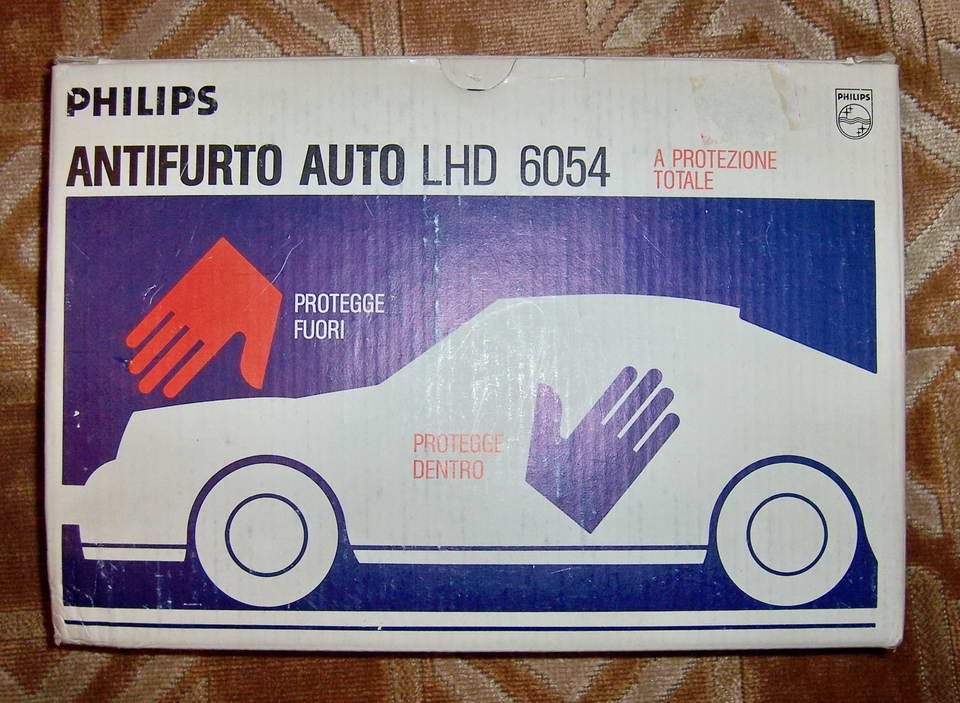 PHILIPS
PHILIPS
ANTIFURTO AUTO LHD 6054
A PROTEZIONE
TOTALE
PROTEGGE
FUORI
PROTEGGE
DENTRO